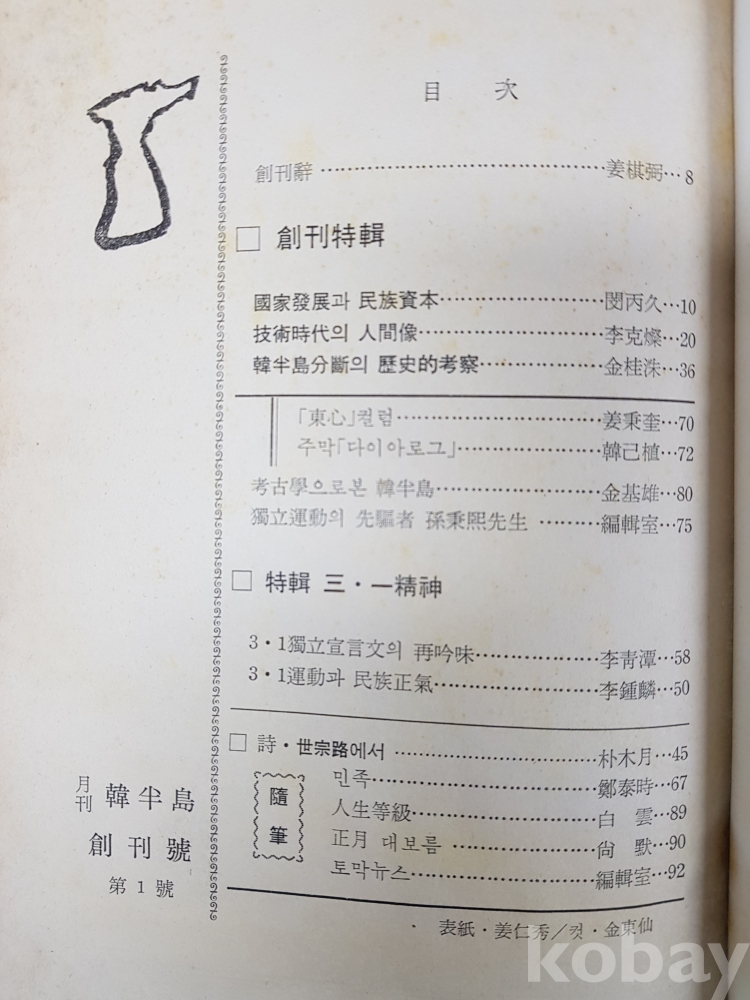 目 次
創刊辭 …… 姜棋弼…8
□ 創刊特輯
國家發展과 民族資本……閔丙久…10
技術時代의 人間像……李克燦…20
韓半島分斷의 歷史的考察……金桂洙…36
「東心」컬럼……姜秉奎…70
주막「다이아로그」……韓己植…72
考古學으로본 韓半島……金基雄…80
獨立運動의 先驅者 孫秉熙先生 ……編輯室…75
□ 特輯 三・一精神
3・1獨立宣言文의 再吟味……李靑潭…58
3・1運動과 民族正氣……李鍾麟…50
□ 詩・世宗路에서 ……朴木月…45
隨筆
민족……鄭泰時…67
人生等級……白 雲…89
正月 대보름 ……尙 默…90
토막뉴스……編輯室…92
表紙・姜仁秀／컷・金東仙
月刊 韓半島
創刊號
第1號
kobay